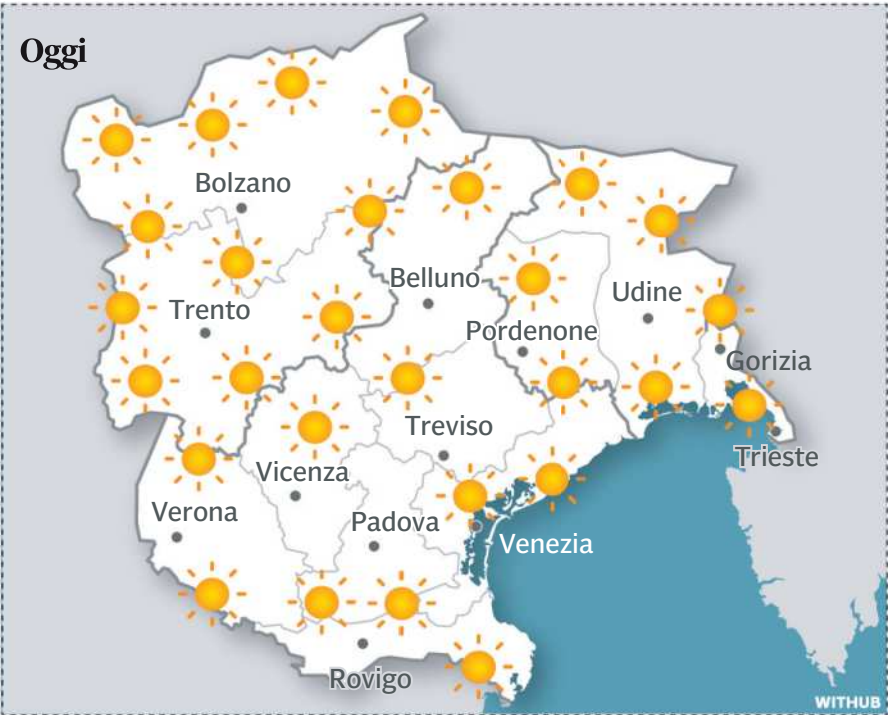 Oggi
Bolzano
Belluno
Udine
Trento
Pordenone
Gorizia
Treviso
Trieste
Vicenza
Verona
Padova
Venezia
Rovigo
WITHUB